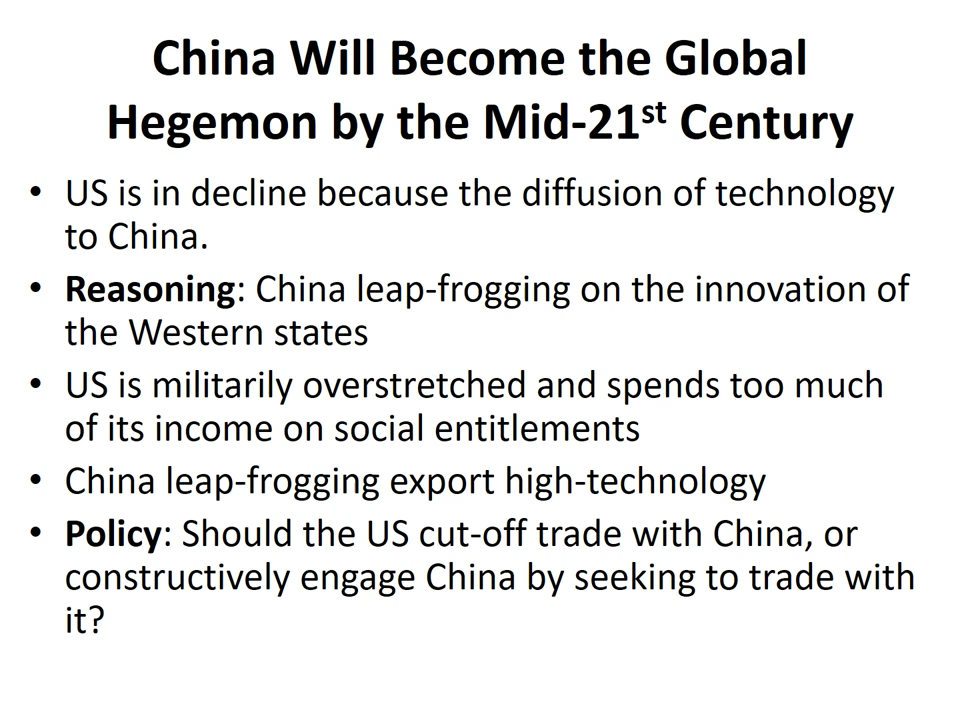 China Will Become the Global
Hegemon by the Mid-21st Century
• US is in decline because the diffusion of technology
to China.
• Reasoning: China leap-frogging on the innovation of
the Western states
• US is militarily overstretched and spends too much
of its income on social entitlements
• China leap-frogging export high-technology
• Policy: Should the US cut-off trade with China, or
constructively engage China by seeking to trade with
it?